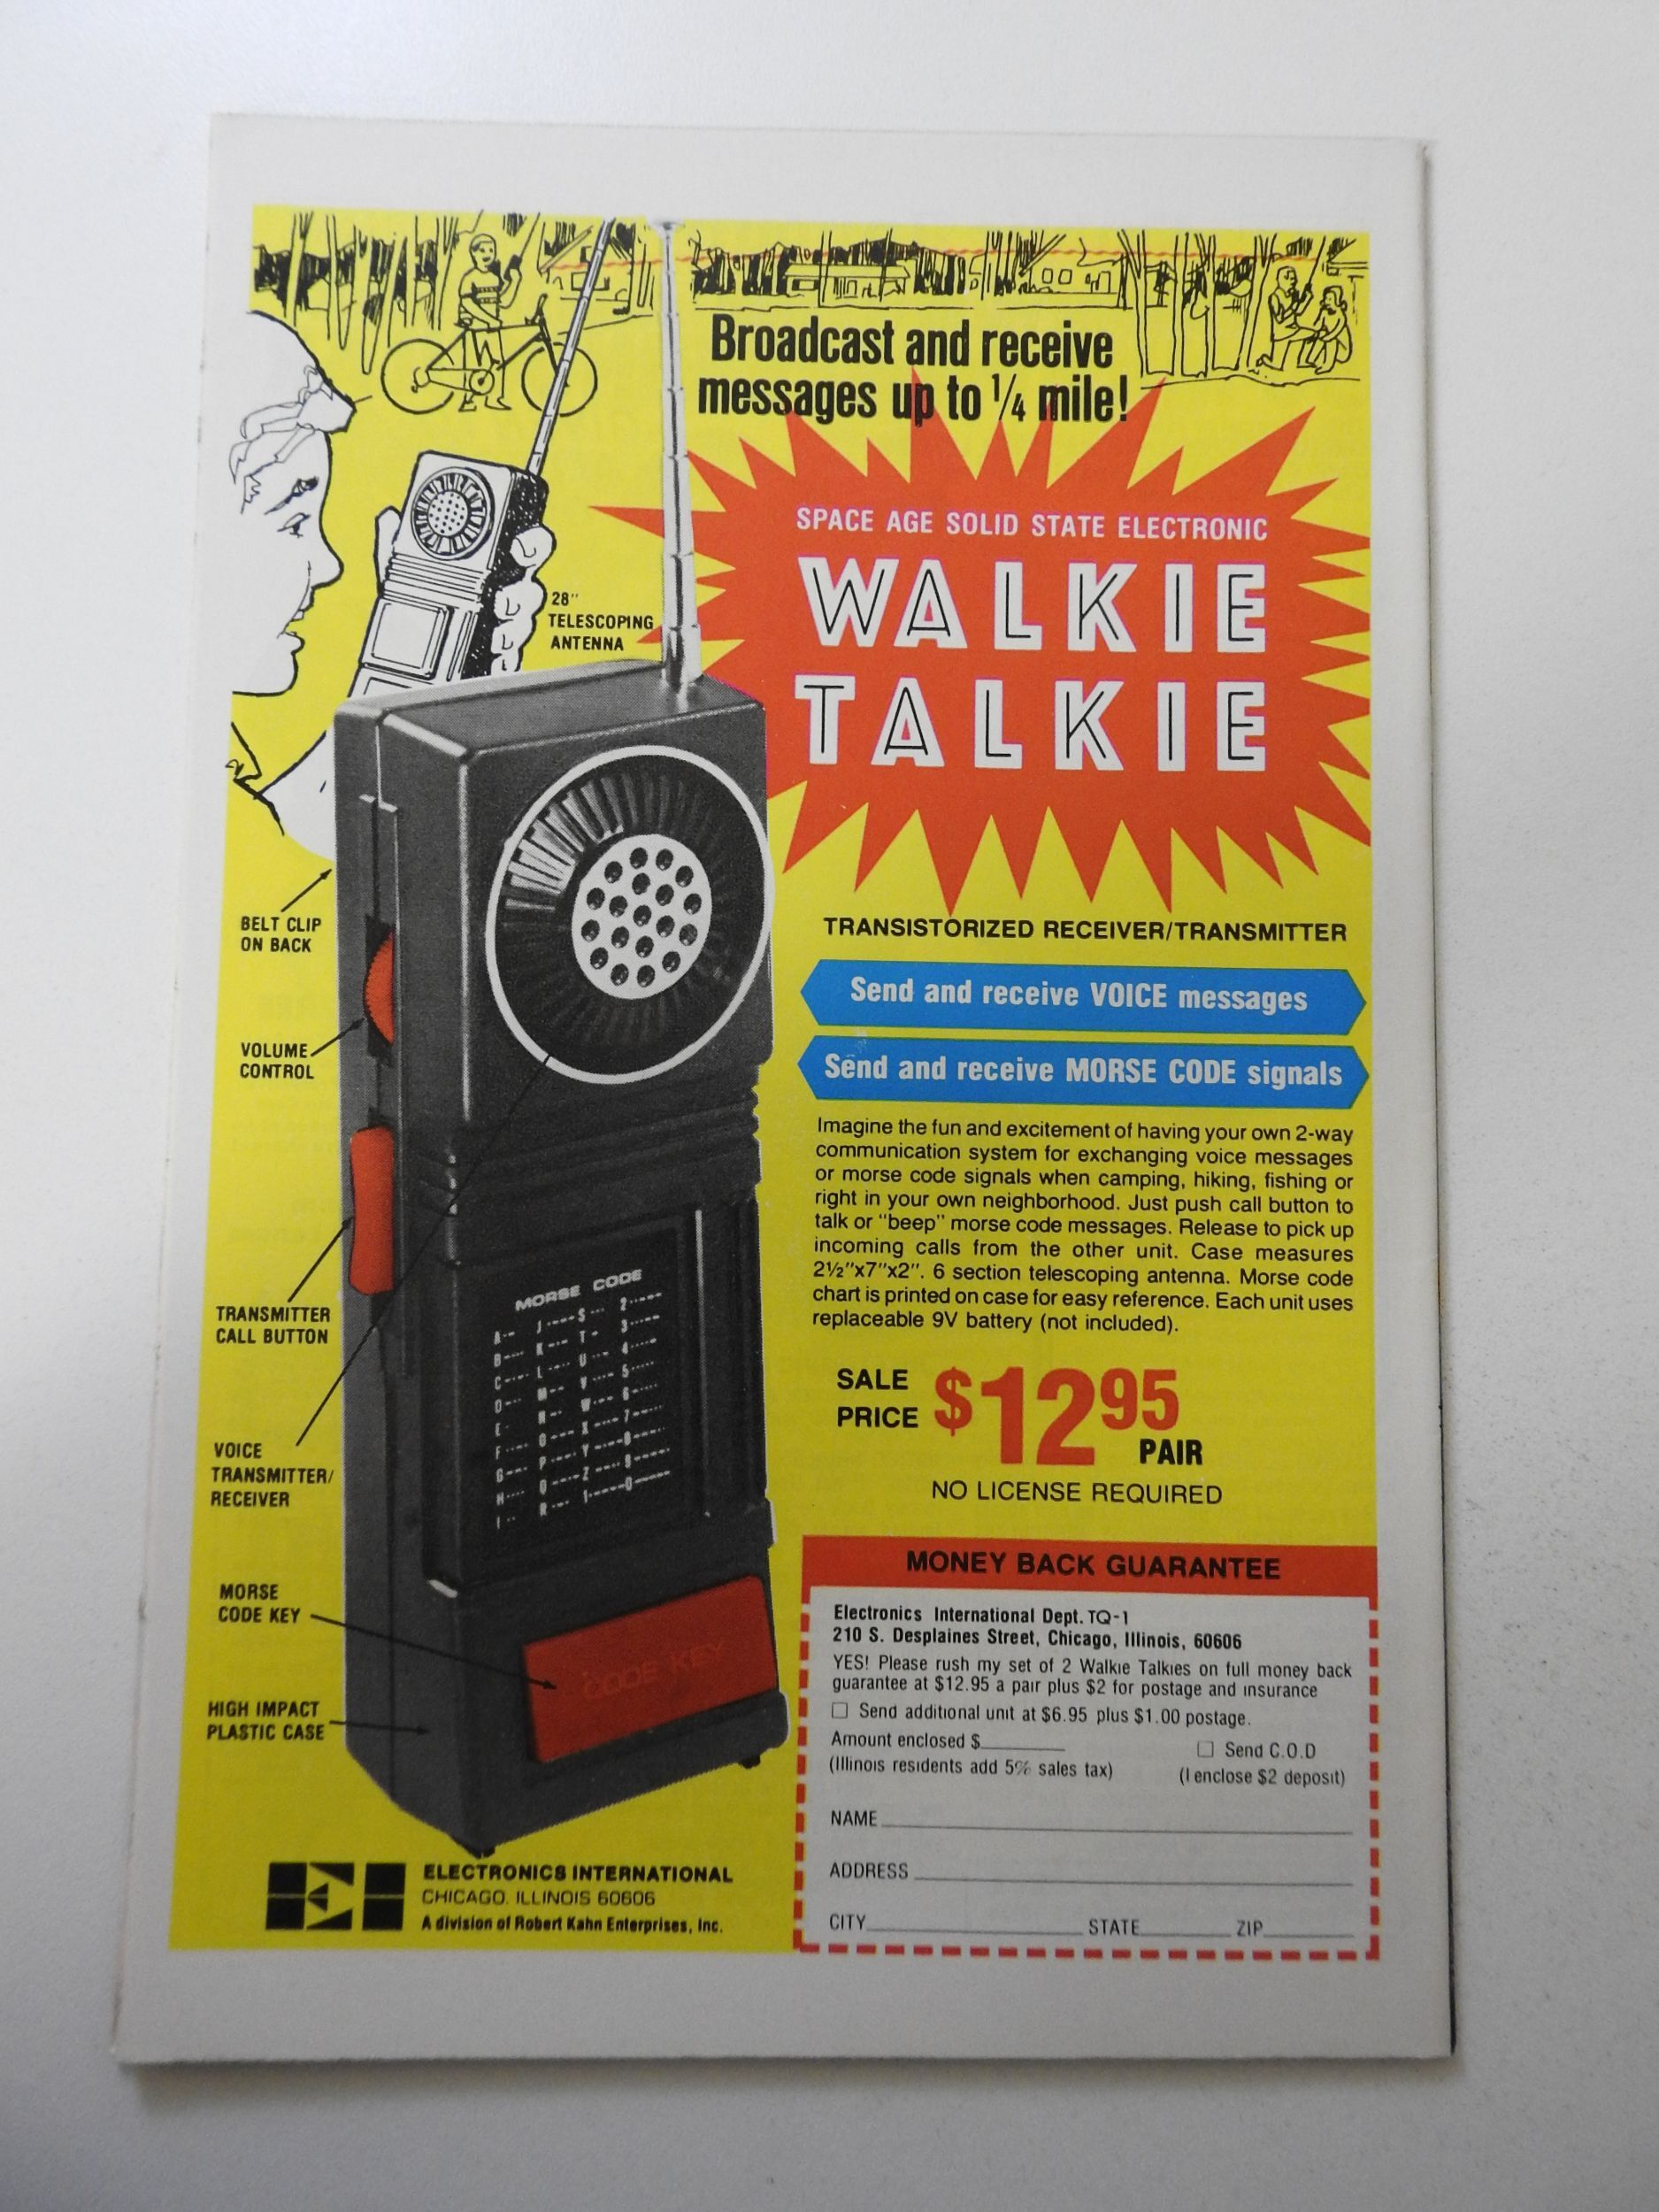 Broadcast and receive
messages up to 1/4 mile!
SPACE AGE SOLID STATE ELECTRONIC
WALKIE
TALKIE
28"
TELESCOPING
ANTENNA
BELT CLIP
ON BACK
VOLUME
CONTROL
TRANSMITTER
CALL BUTTON
VOICE
TRANSMITTER/
RECEIVER
MORSE
CODE KEY
HIGH IMPACT
PLASTIC CASE
MORSE CODE
CODE KEY
TRANSISTORIZED RECEIVER/TRANSMITTER
Send and receive VOICE messages
Send and receive MORSE CODE signals
Imagine the fun and excitement of having your own 2-way
communication system for exchanging voice messages
or morse code signals when camping, hiking, fishing or
right in your own neighborhood. Just push call button to
talk or "beep" morse code messages. Release to pick up
incoming calls from the other unit. Case measures
2½"x7"x2". 6 section telescoping antenna. Morse code
chart is printed on case for easy reference. Each unit uses
replaceable 9V battery (not included).
SALE
PRICE $12 95
PAIR
NO LICENSE REQUIRED
MONEY BACK GUARANTEE
Electronics International Dept. TQ-1
210 S. Desplaines Street, Chicago, Illinois, 60606
YES! Please rush my set of 2 Walkie Talkies on full money back
guarantee at $12.95 a pair plus $2 for postage and insurance
☐ Send additional unit at $6.95 plus $1.00 postage.
Amount enclosed $________ ☐ Send C.O.D
(Illinois residents add 5% sales tax) (I enclose $2 deposit)
NAME
ADDRESS
CITY STATE ZIP
ELECTRONICS INTERNATIONAL
CHICAGO, ILLINOIS 60606
A division of Robert Kahn Enterprises, Inc.